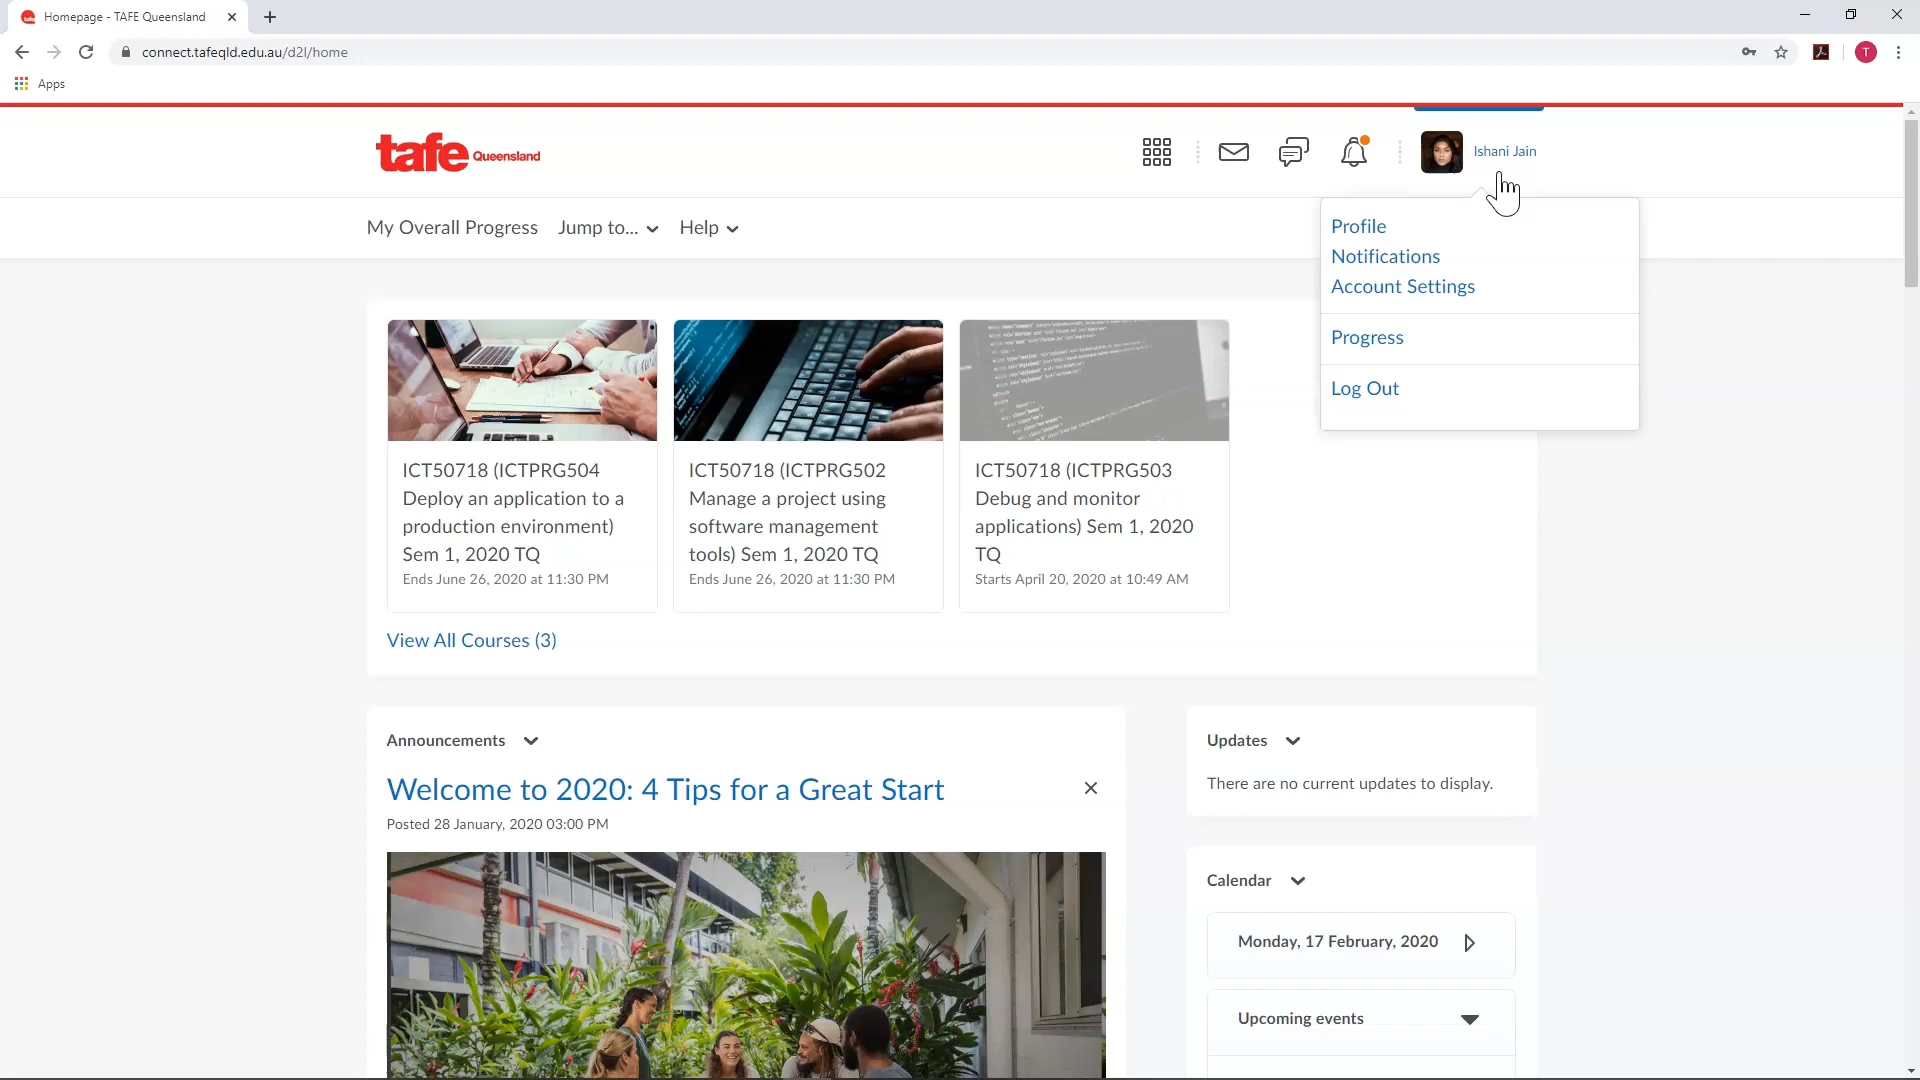 Homepage - TAFE Queensland
connect.tafeqld.edu.au/d2l/home
T
Apps
tafe Queensland
Ishani Jain
My Overall Progress Jump to... Help
Profile
Notifications
Account Settings
Progress
Log Out
ICT50718 (ICTPRG504
Deploy an application to a
production environment)
Sem 1, 2020 TQ
Ends June 26, 2020 at 11:30 PM
ICT50718 (ICTPRG502
Manage a project using
software management
tools) Sem 1, 2020 TQ
Ends June 26, 2020 at 11:30 PM
ICT50718 (ICTPRG503
Debug and monitor
applications) Sem 1, 2020
TQ
Starts April 20, 2020 at 10:49 AM
View All Courses (3)
Announcements
Welcome to 2020: 4 Tips for a Great Start
Posted 28 January, 2020 03:00 PM
Updates
There are no current updates to display.
Calendar
Monday, 17 February, 2020
Upcoming events